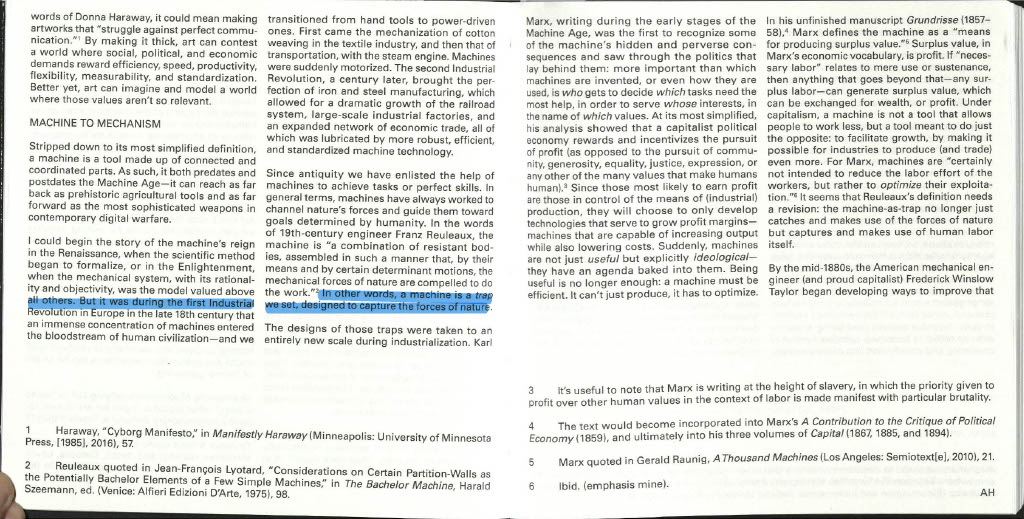 words of Donna Haraway, it could mean making
artworks that “struggle against perfect commu-
nication.”1 By making it thick, art can contest
a world where social, political, and economic
demands reward efficiency, speed, productivity,
flexibility, measurability, and standardization.
Better yet, art can imagine and model a world
where those values aren’t so relevant.
MACHINE TO MECHANISM
Stripped down to its most simplified definition,
a machine is a tool made up of connected and
coordinated parts. As such, it both predates and
postdates the Machine Age—it can reach as far
back as prehistoric agricultural tools and as far
forward as the most sophisticated weapons in
contemporary digital warfare.
I could begin the story of the machine’s reign
in the Renaissance, when the scientific method
began to formalize, or in the Enlightenment,
when the mechanical system, with its rational-
ity and objectivity, was the model valued above
all others. But it was during the first Industrial
Revolution in Europe in the late 18th century that
an immense concentration of machines entered
the bloodstream of human civilization—and we
transitioned from hand tools to power-driven
ones. First came the mechanization of cotton
weaving in the textile industry, and then that of
transportation, with the steam engine. Machines
were suddenly motorized. The second Industrial
Revolution, a century later, brought the per-
fection of iron and steel manufacturing, which
allowed for a dramatic growth of the railroad
system, large-scale industrial factories, and
an expanded network of economic trade, all of
which was lubricated by more robust, efficient,
and standardized machine technology.
Since antiquity we have enlisted the help of
machines to achieve tasks or perfect skills. In
general terms, machines have always worked to
channel nature’s forces and guide them toward
goals determined by humanity. In the words
of 19th-century engineer Franz Reuleaux, the
machine is “a combination of resistant bod-
ies, assembled in such a manner that, by their
means and by certain determinant motions, the
mechanical forces of nature are compelled to do
the work.”2 In other words, a machine is a trap
we set, designed to capture the forces of nature.
The designs of those traps were taken to an
entirely new scale during industrialization. Karl
1 Haraway, “Cyborg Manifesto,” in Manifestly Haraway (Minneapolis: University of Minnesota
Press, [1985], 2016), 57.
2 Reuleaux quoted in Jean-François Lyotard, “Considerations on Certain Partition-Walls as
the Potentially Bachelor Elements of a Few Simple Machines,” in The Bachelor Machine, Harald
Szeemann, ed. (Venice: Alfieri Edizioni D’Arte, 1975), 98.
Marx, writing during the early stages of the
Machine Age, was the first to recognize some
of the machine’s hidden and perverse con-
sequences and saw through the politics that
lay behind them: more important than which
machines are invented, or even how they are
used, is who gets to decide which tasks need the
most help, in order to serve whose interests, in
the name of which values. At its most simplified,
his analysis showed that a capitalist political
economy rewards and incentivizes the pursuit
of profit (as opposed to the pursuit of commu-
nity, generosity, equality, justice, expression, or
any other of the many values that make humans
human).3 Since those most likely to earn profit
are those in control of the means of (industrial)
production, they will choose to only develop
technologies that serve to grow profit margins—
machines that are capable of increasing output
while also lowering costs. Suddenly, machines
are not just useful but explicitly ideological—
they have an agenda baked into them. Being
useful is no longer enough: a machine must be
efficient. It can’t just produce, it has to optimize.
In his unfinished manuscript Grundrisse (1857–
58),4 Marx defines the machine as a “means
for producing surplus value.”5 Surplus value, in
Marx’s economic vocabulary, is profit. If “neces-
sary labor” relates to mere use or sustenance,
then anything that goes beyond that—any sur-
plus labor—can generate surplus value, which
can be exchanged for wealth, or profit. Under
capitalism, a machine is not a tool that allows
people to work less, but a tool meant to do just
the opposite: to facilitate growth, by making it
possible for industries to produce (and trade)
even more. For Marx, machines are “certainly
not intended to reduce the labor effort of the
workers, but rather to optimize their exploita-
tion.”6 It seems that Reuleaux’s definition needs
a revision: the machine-as-trap no longer just
catches and makes use of the forces of nature
but captures and makes use of human labor
itself.
By the mid-1880s, the American mechanical en-
gineer (and proud capitalist) Frederick Winslow
Taylor began developing ways to improve that
3 It’s useful to note that Marx is writing at the height of slavery, in which the priority given to
profit over other human values in the context of labor is made manifest with particular brutality.
4 The text would become incorporated into Marx’s A Contribution to the Critique of Political
Economy (1859), and ultimately into his three volumes of Capital (1867, 1885, and 1894).
5 Marx quoted in Gerald Raunig, A Thousand Machines (Los Angeles: Semiotext[e], 2010), 21.
6 Ibid. (emphasis mine).
AH